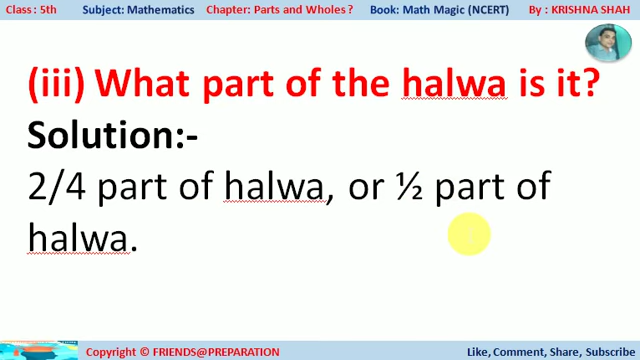 Class : 5th Subject: Mathematics Chapter: Parts and Wholes ? Book: Math Magic (NCERT) By : KRISHNA SHAH
(iii) What part of the halwa is it?
Solution:-
2/4 part of halwa, or ½ part of
halwa.
Copyright © FRIENDS@PREPARATION Like, Comment, Share, Subscribe